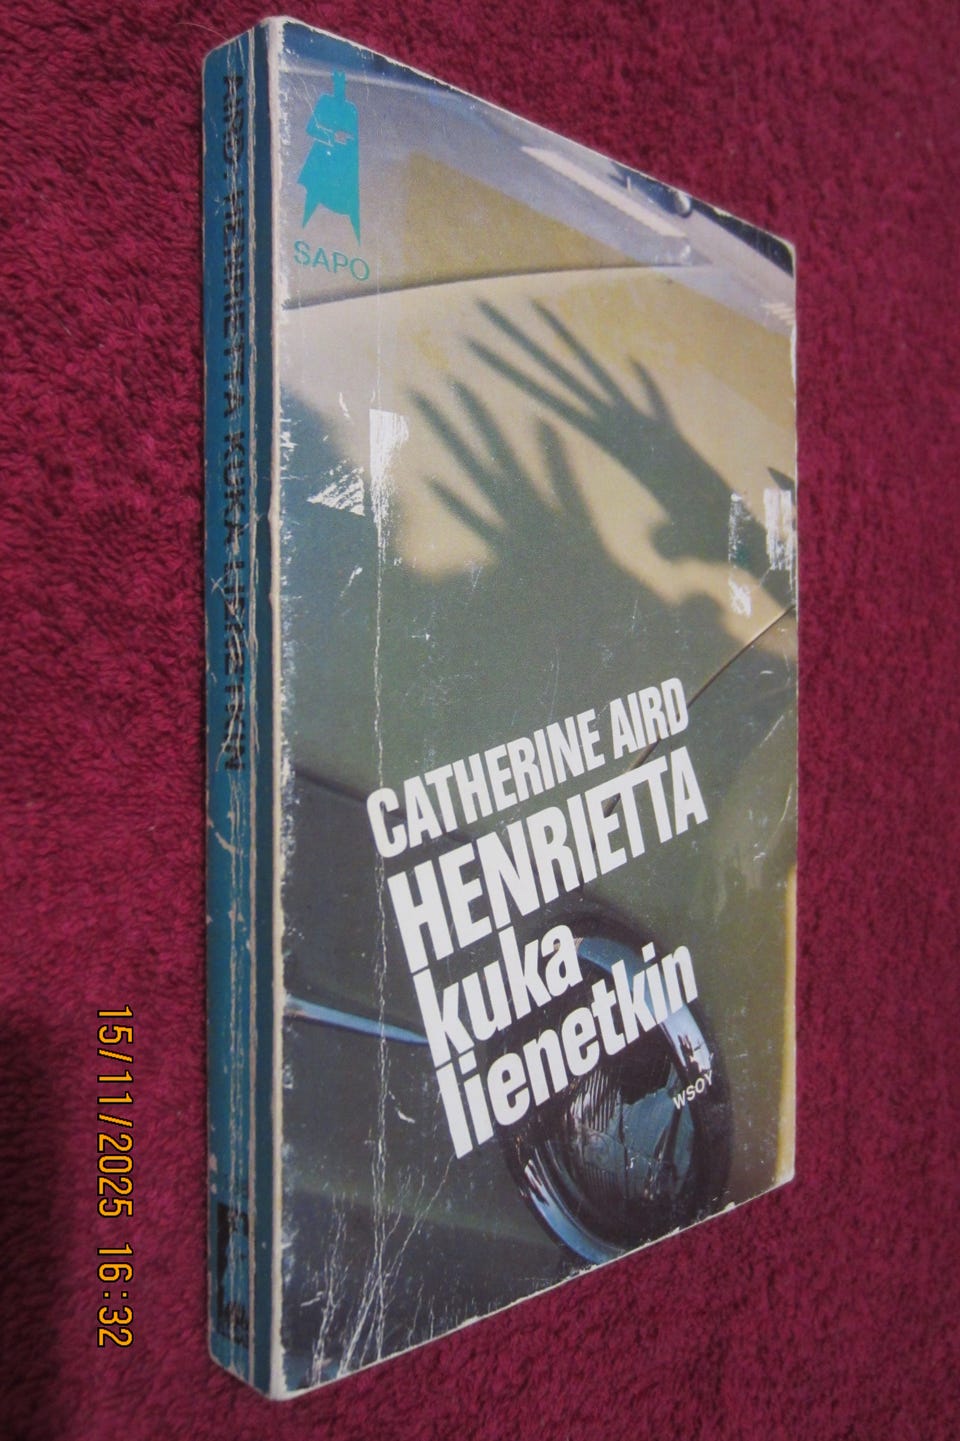 SAPO
CATHERINE AIRD
HENRIETTA
kuka
lienetkin
WSOY
AIRD: HENRIETTA KUKA LIENETKIN
15/11/2025 16:32